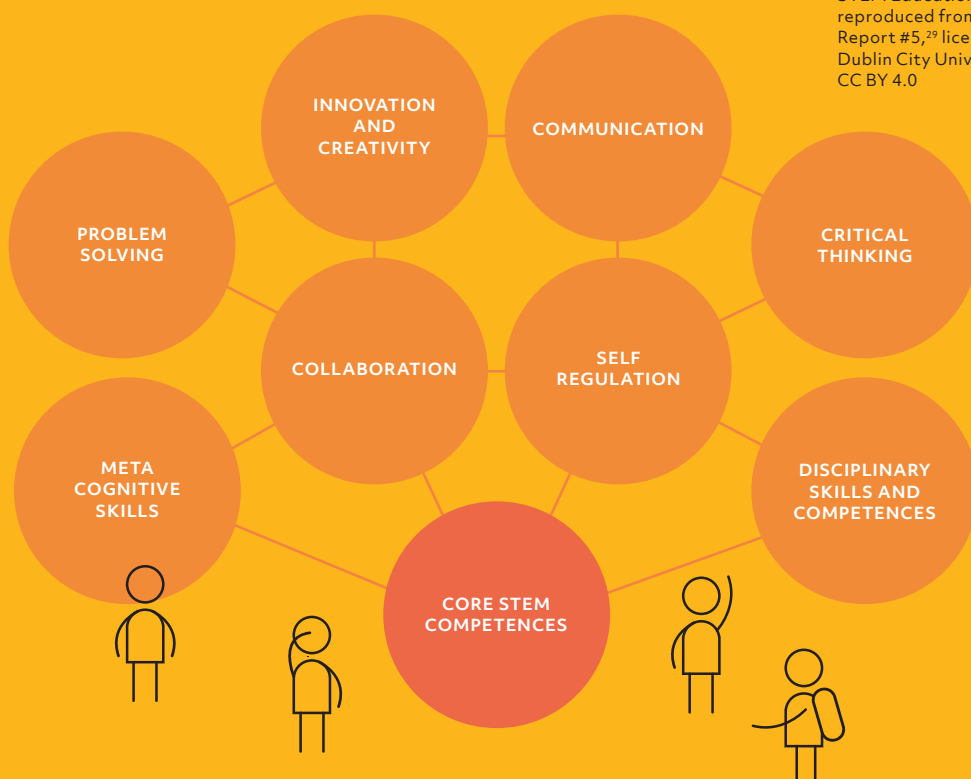 reproduced from
Report #5,²⁹ lice
Dublin City Univ
CC BY 4.0
INNOVATION
AND
CREATIVITY
COMMUNICATION
PROBLEM
SOLVING
CRITICAL
THINKING
COLLABORATION
SELF
REGULATION
META
COGNITIVE
SKILLS
DISCIPLINARY
SKILLS AND
COMPETENCES
CORE STEM
COMPETENCES